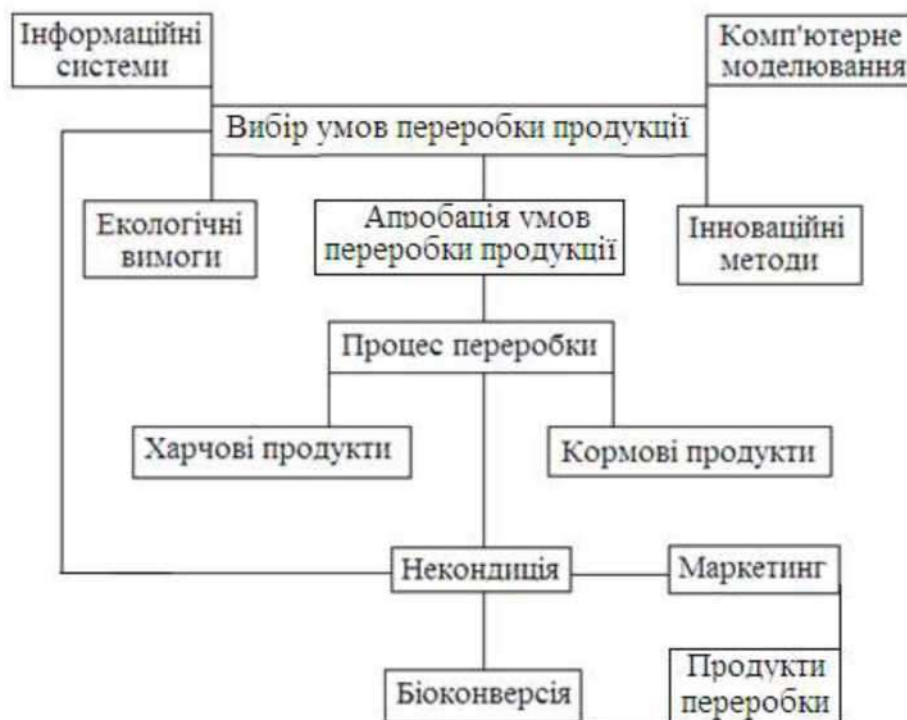 Інформаційні
системи
Комп'ютерне
моделювання
Вибір умов переробки продукції
Екологічні
вимоги
Апробація умов
переробки продукції
Інноваційні
методи
Процес переробки
Харчові продукти
Кормові продукти
Некондиція
Маркетинг
Біоконверсія
Продукти
переробки